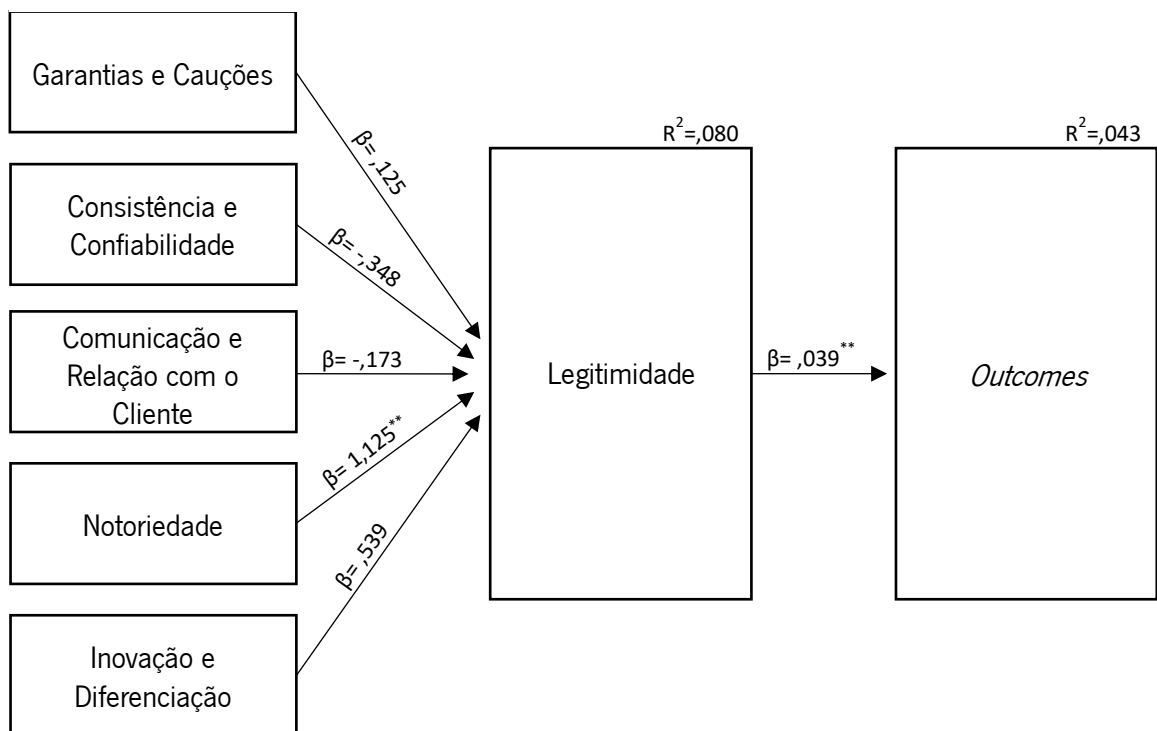 Garantias e Cauções
β= ,125
Consistência e
Confiabilidade
β= -,348
Comunicação e
Relação com o
Cliente
β= -,173
Notoriedade
β= 1,125**
Inovação e
Diferenciação
β= ,539
R²=,080
Legitimidade
β= ,039**
R²=,043
Outcomes